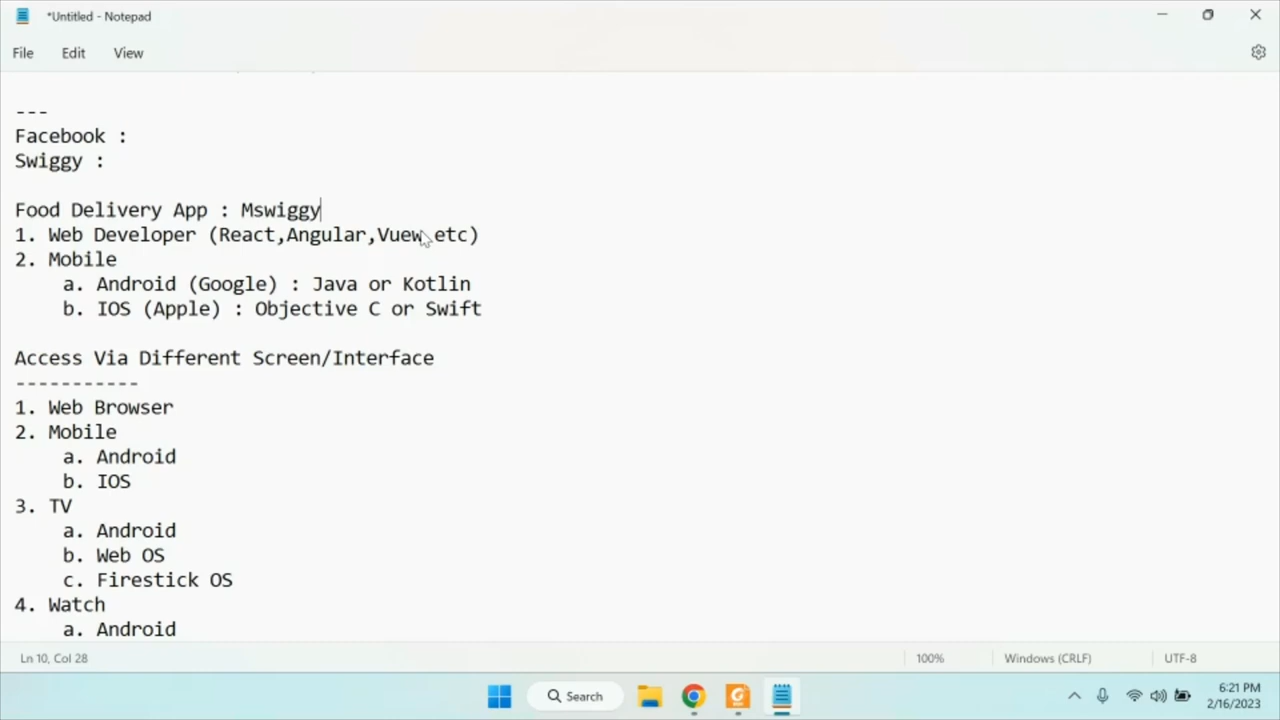 *Untitled - Notepad
File Edit View
---
Facebook :
Swiggy :
Food Delivery App : Mswiggy
1. Web Developer (React,Angular,Vuew,etc)
2. Mobile
a. Android (Google) : Java or Kotlin
b. IOS (Apple) : Objective C or Swift
Access Via Different Screen/Interface
-----------
1. Web Browser
2. Mobile
a. Android
b. IOS
3. TV
a. Android
b. Web OS
c. Firestick OS
4. Watch
a. Android
Ln 10, Col 28
100%
Windows (CRLF)
UTF-8
Search
6:21 PM
2/16/2023